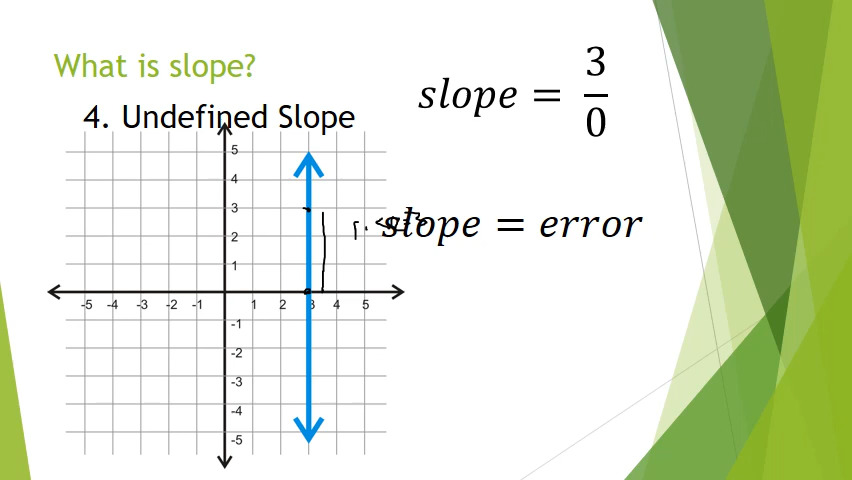 What is slope?
4. Undefined Slope
slope = 3/0
slope = error
5
4
3
2
1
-5 -4 -3 -2 -1 1 2 3 4 5
-1
-2
-3
-4
-5